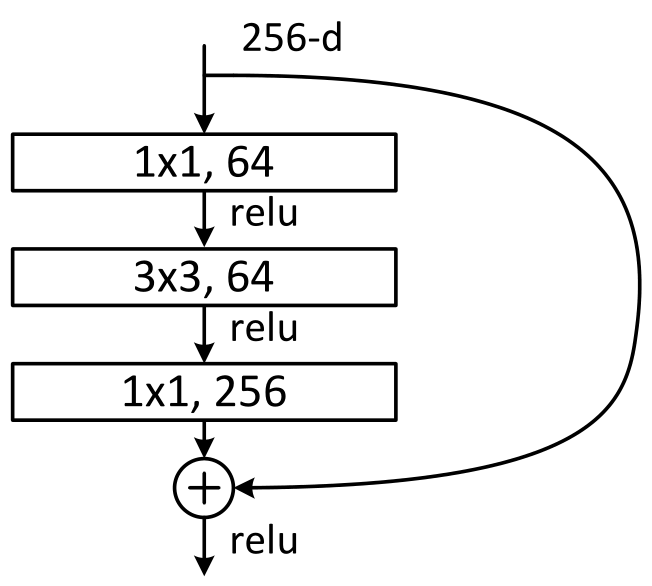 256-d
1x1, 64
relu
3x3, 64
relu
1x1, 256
+
relu